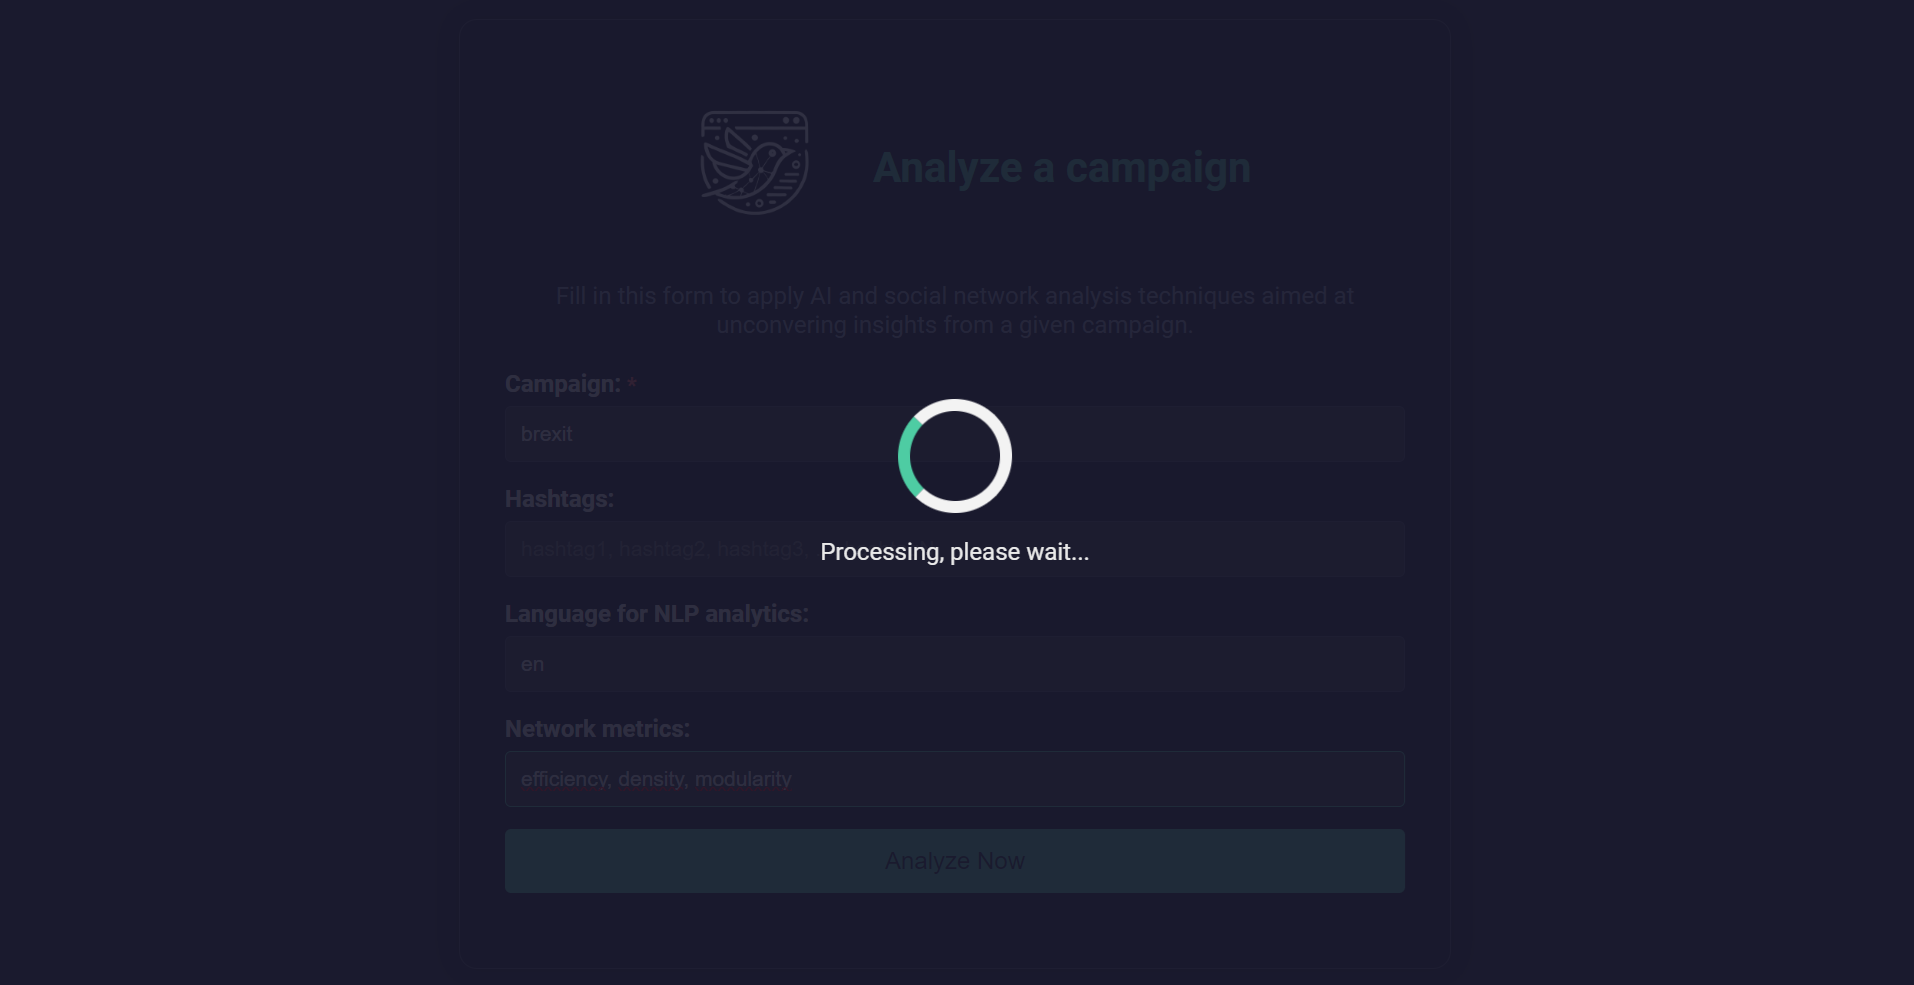 Analyze a campaign
Fill in this form to apply AI and social network analysis techniques aimed at
unconvering insights from a given campaign.
Campaign: *
brexit
Hashtags:
hashtag1, hashtag2, hashtag3,
Processing, please wait...
Language for NLP analytics:
en
Network metrics:
efficiency, density, modularity
Analyze Now